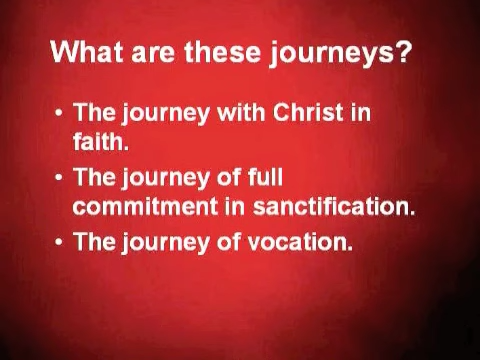 What are these journeys?
• The journey with Christ in
faith.
• The journey of full
commitment in sanctification.
• The journey of vocation.